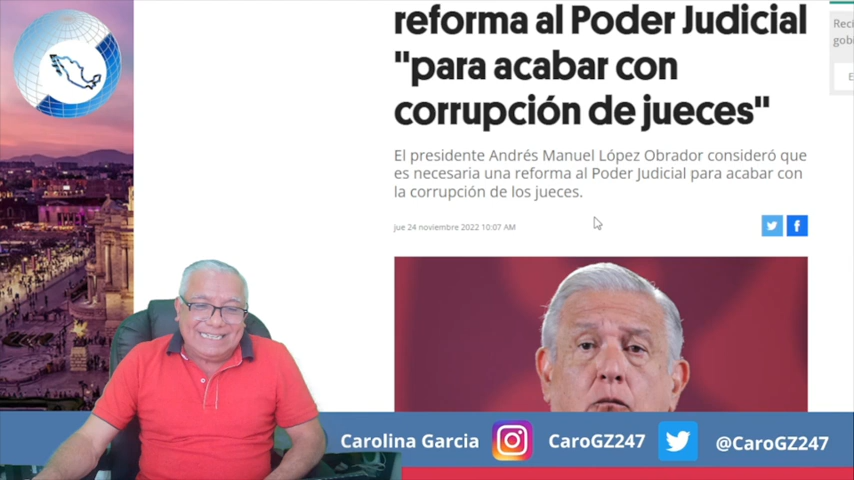 reforma al Poder Judicial
"para acabar con
corrupción de jueces"
El presidente Andrés Manuel López Obrador consideró que
es necesaria una reforma al Poder Judicial para acabar con
la corrupción de los jueces.
jue 24 noviembre 2022 10:07 AM
Reci
gobi
E
Carolina Garcia
CaroGZ247
@CaroGZ247